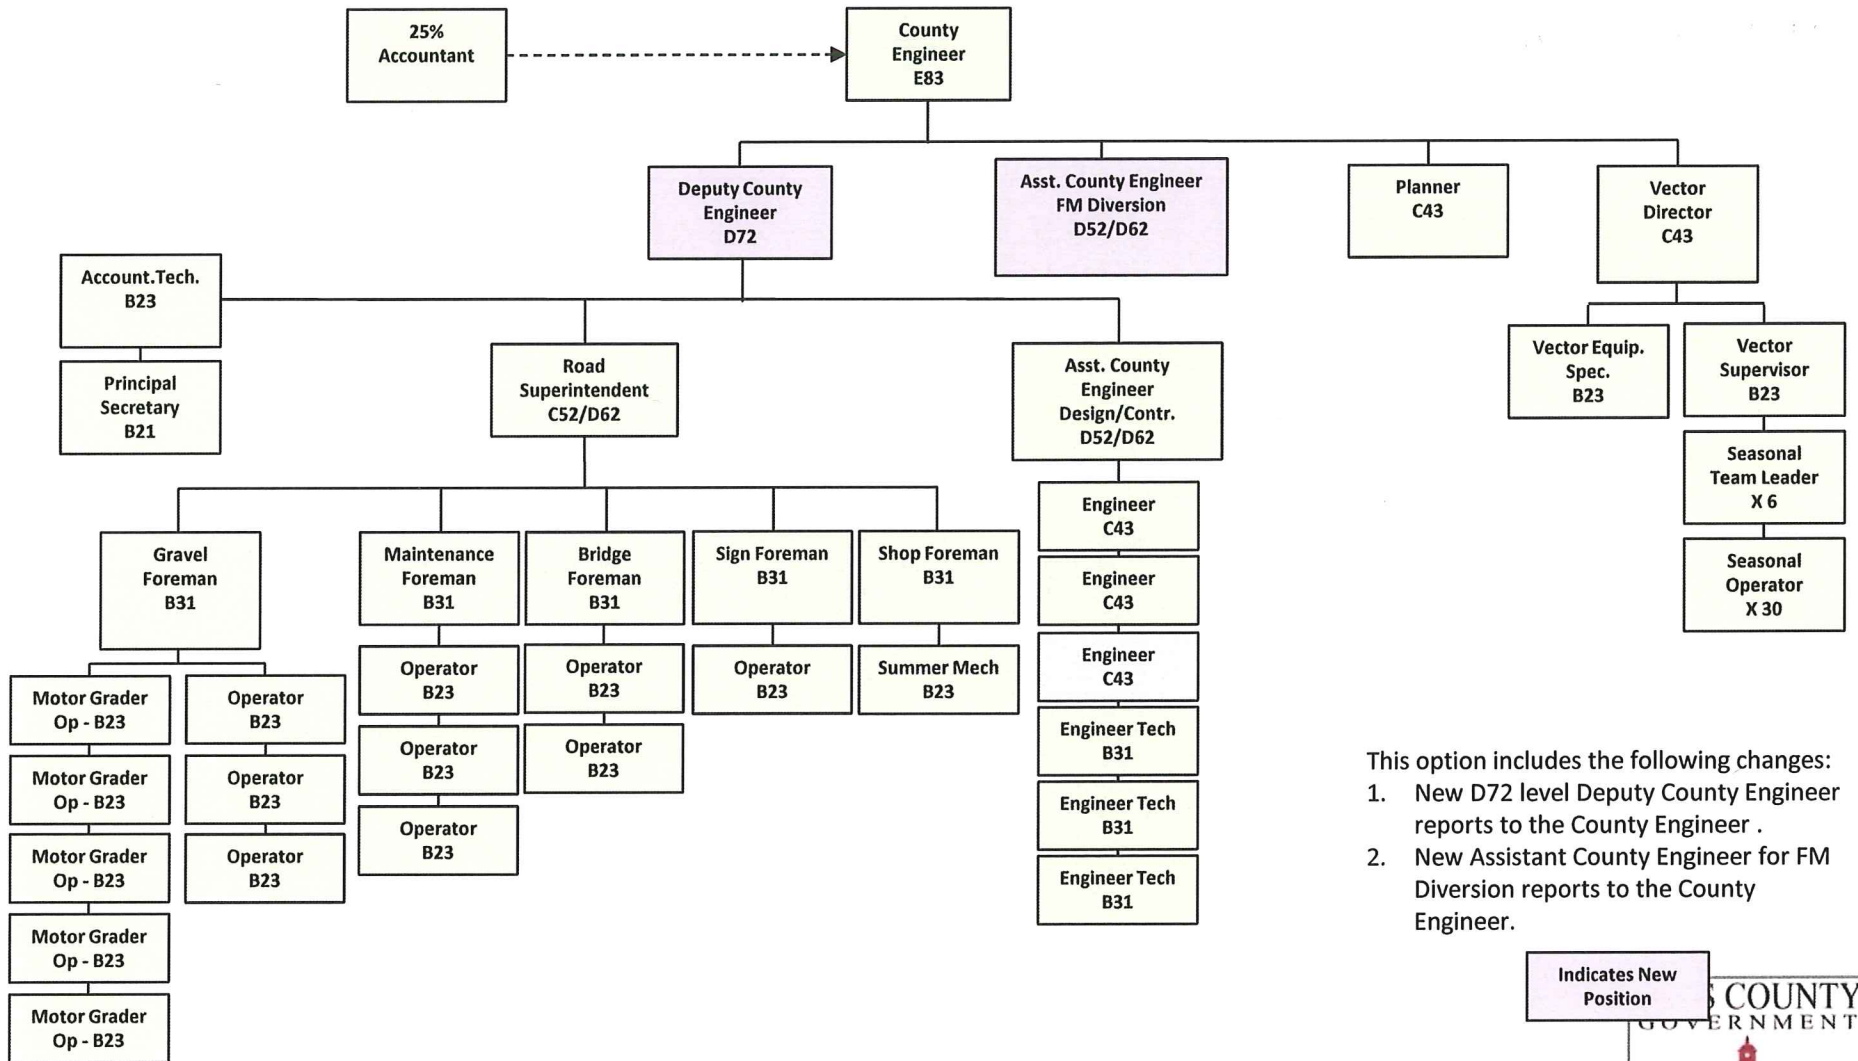 25%
Accountant
County
Engineer
E83
Deputy County
Engineer
D72
Asst. County Engineer
FM Diversion
D52/D62
Planner
C43
Vector
Director
C43
Account.Tech.
B23
Principal
Secretary
B21
Road
Superintendent
C52/D62
Asst. County
Engineer
Design/Contr.
D52/D62
Vector Equip.
Spec.
B23
Vector
Supervisor
B23
Seasonal
Team Leader
X 6
Seasonal
Operator
X 30
Gravel
Foreman
B31
Maintenance
Foreman
B31
Bridge
Foreman
B31
Sign Foreman
B31
Shop Foreman
B31
Motor Grader
Op - B23
Motor Grader
Op - B23
Motor Grader
Op - B23
Motor Grader
Op - B23
Motor Grader
Op - B23
Operator
B23
Operator
B23
Operator
B23
Operator
B23
Operator
B23
Operator
B23
Operator
B23
Operator
B23
Operator
B23
Summer Mech
B23
Engineer
C43
Engineer
C43
Engineer
C43
Engineer Tech
B31
Engineer Tech
B31
Engineer Tech
B31
This option includes the following changes:
1. New D72 level Deputy County Engineer
reports to the County Engineer .
2. New Assistant County Engineer for FM
Diversion reports to the County
Engineer.
Indicates New
Position
COUNTY
GOVERNMENT